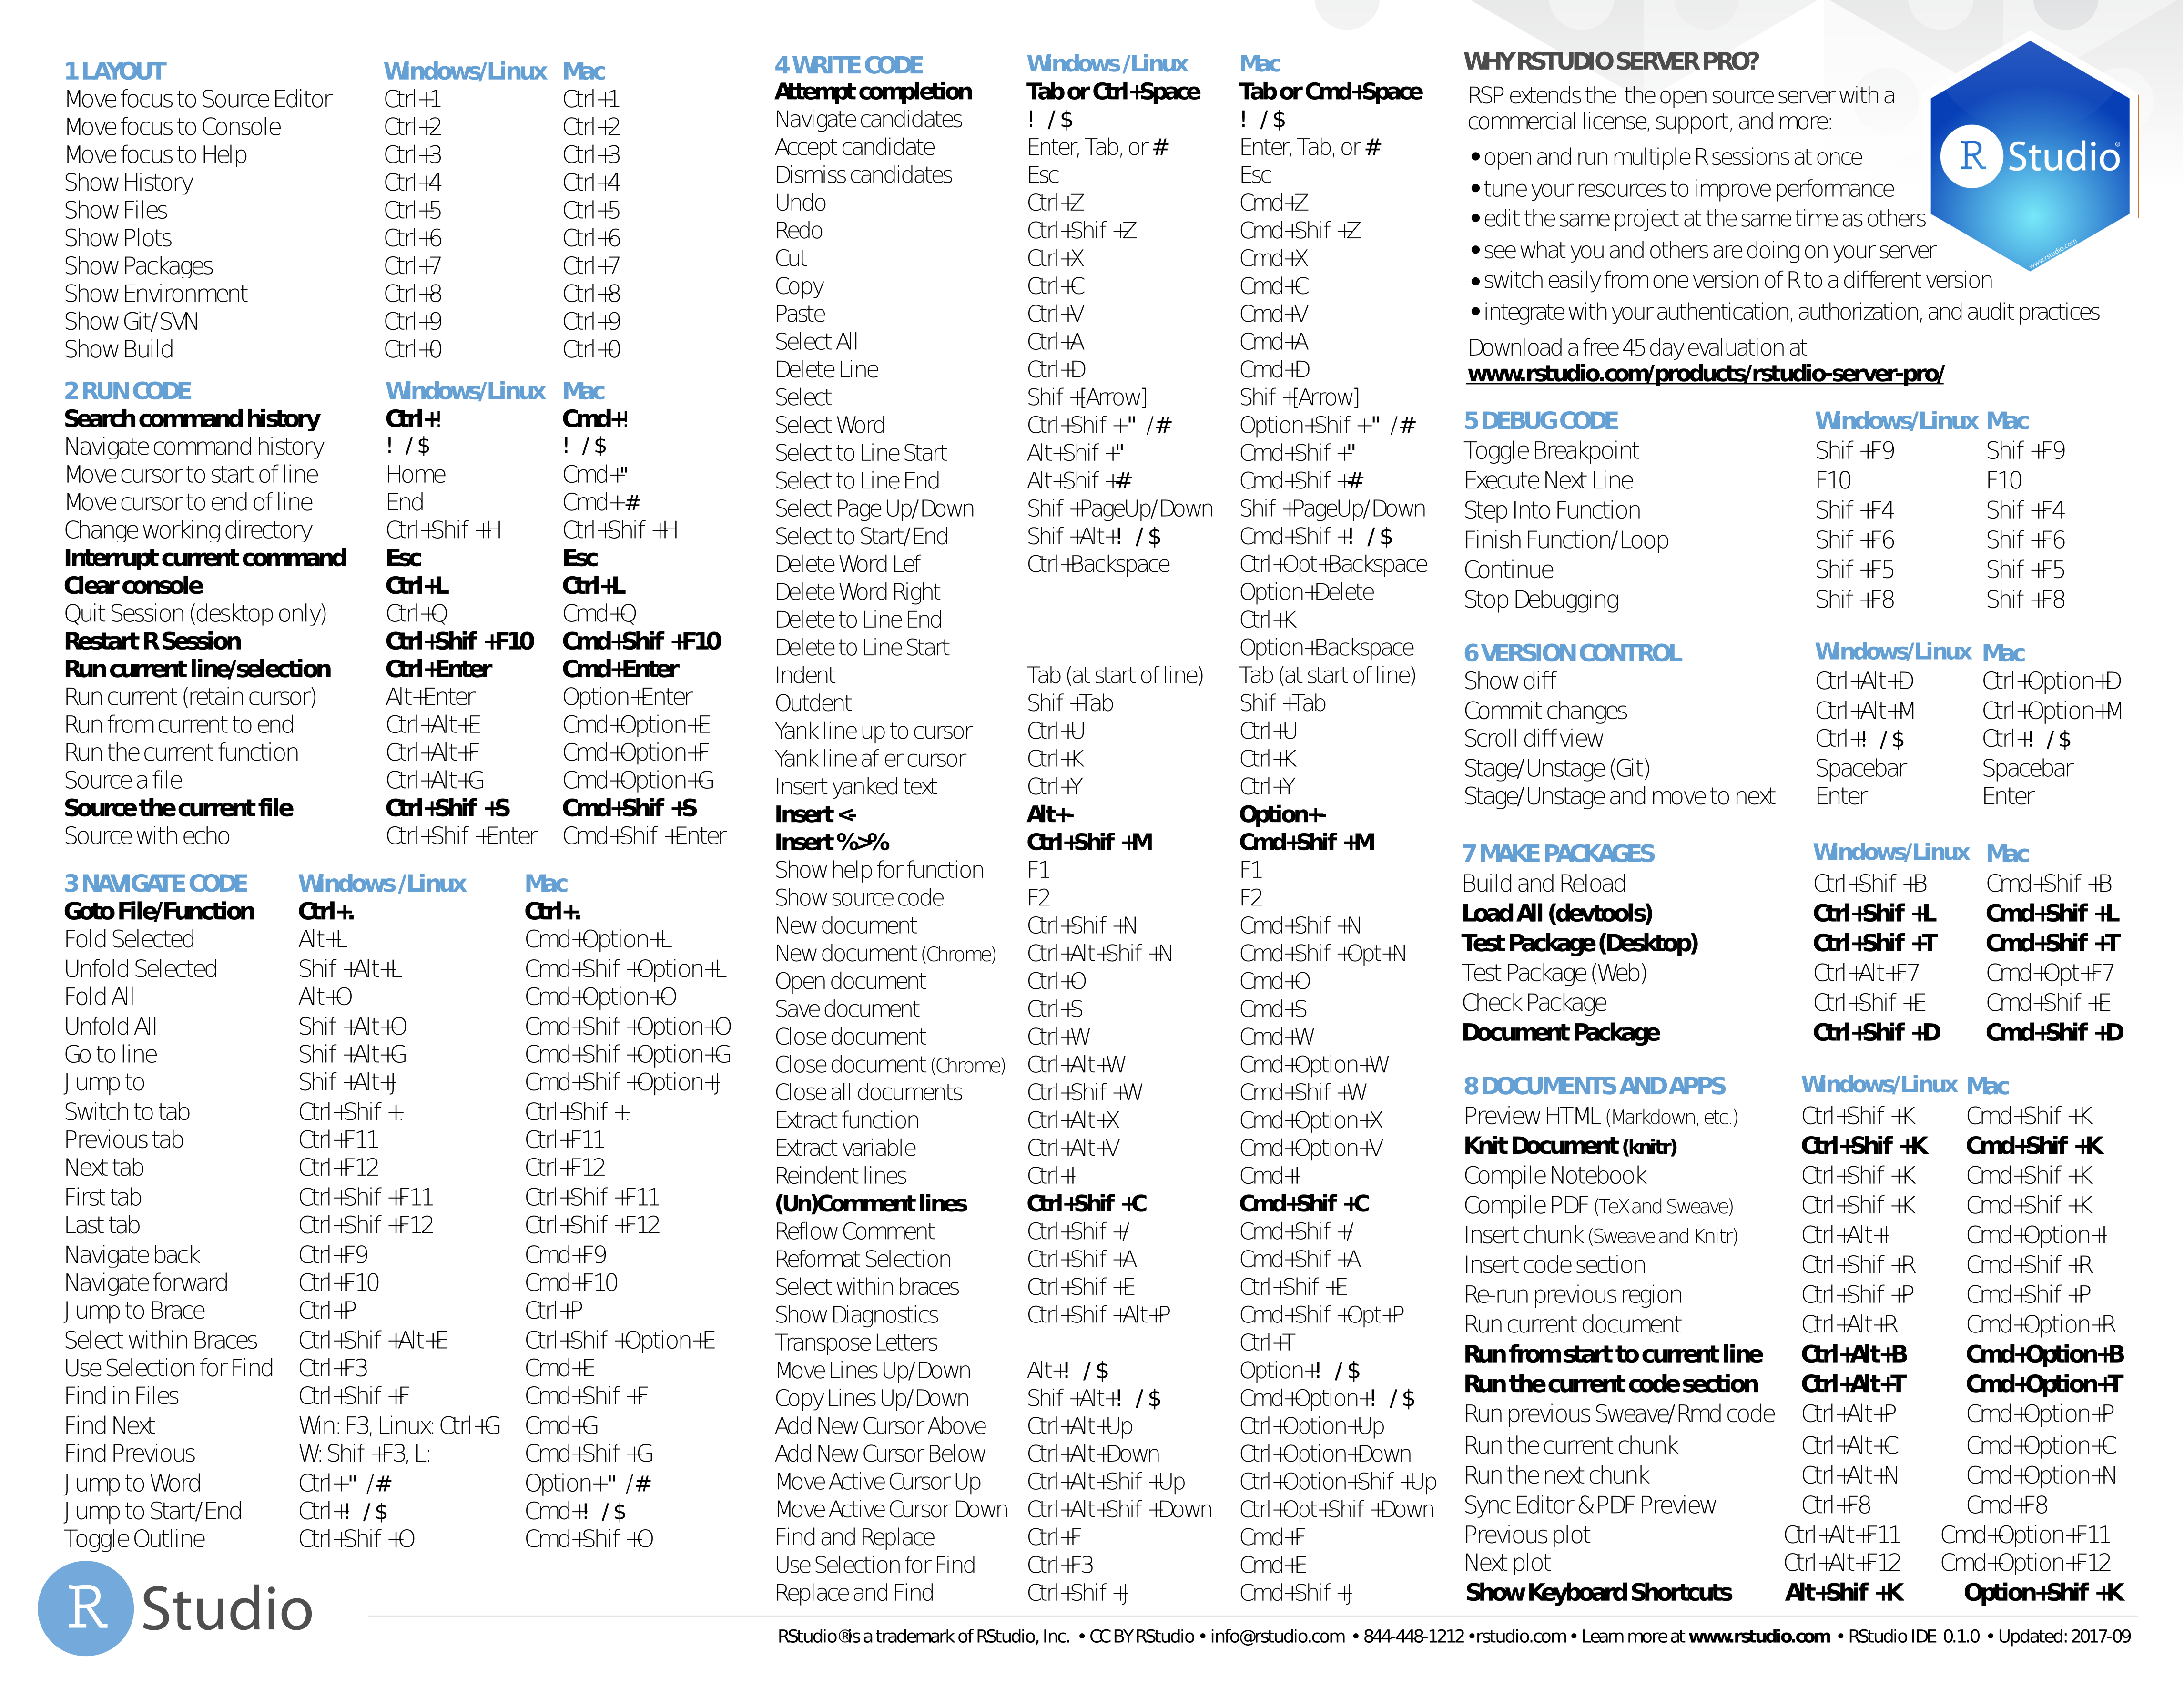 1 LAYOUT Windows/Linux Mac
Move focus to Source Editor Ctrl+1 Ctrl+1
Move focus to Console Ctrl+2 Ctrl+2
Move focus to Help Ctrl+3 Ctrl+3
Show History Ctrl+4 Ctrl+4
Show Files Ctrl+5 Ctrl+5
Show Plots Ctrl+6 Ctrl+6
Show Packages Ctrl+7 Ctrl+7
Show Environment Ctrl+8 Ctrl+8
Show Git/SVN Ctrl+9 Ctrl+9
Show Build Ctrl+0 Ctrl+0
2 RUN CODE Windows/Linux Mac
Search command history Ctrl+! Cmd+!
Navigate command history ! / $ ! / $
Move cursor to start of line Home Cmd+"
Move cursor to end of line End Cmd+#
Change working directory Ctrl+Shif +H Ctrl+Shif +H
Interrupt current command Esc Esc
Clear console Ctrl+L Ctrl+L
Quit Session (desktop only) Ctrl+Q Cmd+Q
Restart R Session Ctrl+Shif +F10 Cmd+Shif +F10
Run current line/selection Ctrl+Enter Cmd+Enter
Run current (retain cursor) Alt+Enter Option+Enter
Run from current to end Ctrl+Alt+E Cmd+Option+E
Run the current function Ctrl+Alt+F Cmd+Option+F
Source a file Ctrl+Alt+G Cmd+Option+G
Source the current file Ctrl+Shif +S Cmd+Shif +S
Source with echo Ctrl+Shif +Enter Cmd+Shif +Enter
3 NAVIGATE CODE Windows /Linux Mac
Goto File/Function Ctrl+. Ctrl+.
Fold Selected Alt+L Cmd+Option+L
Unfold Selected Shif +Alt+L Cmd+Shif +Option+L
Fold All Alt+O Cmd+Option+O
Unfold All Shif +Alt+O Cmd+Shif +Option+O
Go to line Shif +Alt+G Cmd+Shif +Option+G
Jump to Shif +Alt+J Cmd+Shif +Option+J
Switch to tab Ctrl+Shif +. Ctrl+Shif +.
Previous tab Ctrl+F11 Ctrl+F11
Next tab Ctrl+F12 Ctrl+F12
First tab Ctrl+Shif +F11 Ctrl+Shif +F11
Last tab Ctrl+Shif +F12 Ctrl+Shif +F12
Navigate back Ctrl+F9 Cmd+F9
Navigate forward Ctrl+F10 Cmd+F10
Jump to Brace Ctrl+P Ctrl+P
Select within Braces Ctrl+Shif +Alt+E Ctrl+Shif +Option+E
Use Selection for Find Ctrl+F3 Cmd+E
Find in Files Ctrl+Shif +F Cmd+Shif +F
Find Next Win: F3, Linux: Ctrl+G Cmd+G
Find Previous W: Shif +F3, L: Cmd+Shif +G
Jump to Word Ctrl+" /# Option+" /#
Jump to Start/End Ctrl+! / $ Cmd+! / $
Toggle Outline Ctrl+Shif +O Cmd+Shif +O
R Studio
4 WRITE CODE Windows /Linux Mac
Attempt completion Tab or Ctrl+Space Tab or Cmd+Space
Navigate candidates ! / $ ! / $
Accept candidate Enter, Tab, or # Enter, Tab, or #
Dismiss candidates Esc Esc
Undo Ctrl+Z Cmd+Z
Redo Ctrl+Shif +Z Cmd+Shif +Z
Cut Ctrl+X Cmd+X
Copy Ctrl+C Cmd+C
Paste Ctrl+V Cmd+V
Select All Ctrl+A Cmd+A
Delete Line Ctrl+D Cmd+D
Select Shif +[Arrow] Shif +[Arrow]
Select Word Ctrl+Shif +" /# Option+Shif +" /#
Select to Line Start Alt+Shif +" Cmd+Shif +"
Select to Line End Alt+Shif +# Cmd+Shif +#
Select Page Up/Down Shif +PageUp/Down Shif +PageUp/Down
Select to Start/End Shif +Alt+! / $ Cmd+Shif +! / $
Delete Word Lef Ctrl+Backspace Ctrl+Opt+Backspace
Delete Word Right Option+Delete
Delete to Line End Ctrl+K
Delete to Line Start Option+Backspace
Indent Tab (at start of line) Tab (at start of line)
Outdent Shif +Tab Shif +Tab
Yank line up to cursor Ctrl+U Ctrl+U
Yank line af er cursor Ctrl+K Ctrl+K
Insert yanked text Ctrl+Y Ctrl+Y
Insert <- Alt+- Option+-
Insert %>% Ctrl+Shif +M Cmd+Shif +M
Show help for function F1 F1
Show source code F2 F2
New document Ctrl+Shif +N Cmd+Shif +N
New document (Chrome) Ctrl+Alt+Shif +N Cmd+Shif +Opt+N
Open document Ctrl+O Cmd+O
Save document Ctrl+S Cmd+S
Close document Ctrl+W Cmd+W
Close document (Chrome) Ctrl+Alt+W Cmd+Option+W
Close all documents Ctrl+Shif +W Cmd+Shif +W
Extract function Ctrl+Alt+X Cmd+Option+X
Extract variable Ctrl+Alt+V Cmd+Option+V
Reindent lines Ctrl+I Cmd+I
(Un)Comment lines Ctrl+Shif +C Cmd+Shif +C
Reflow Comment Ctrl+Shif +/ Cmd+Shif +/
Reformat Selection Ctrl+Shif +A Cmd+Shif +A
Select within braces Ctrl+Shif +E Ctrl+Shif +E
Show Diagnostics Ctrl+Shif +Alt+P Cmd+Shif +Opt+P
Transpose Letters Ctrl+T
Move Lines Up/Down Alt+! / $ Option+! / $
Copy Lines Up/Down Shif +Alt+! / $ Cmd+Option+! / $
Add New Cursor Above Ctrl+Alt+Up Ctrl+Option+Up
Add New Cursor Below Ctrl+Alt+Down Ctrl+Option+Down
Move Active Cursor Up Ctrl+Alt+Shif +Up Ctrl+Option+Shif +Up
Move Active Cursor Down Ctrl+Alt+Shif +Down Ctrl+Opt+Shif +Down
Find and Replace Ctrl+F Cmd+F
Use Selection for Find Ctrl+F3 Cmd+E
Replace and Find Ctrl+Shif +J Cmd+Shif +J
WHY RSTUDIO SERVER PRO?
RSP extends the the open source server with a
commercial license, support, and more:
• open and run multiple R sessions at once
• tune your resources to improve performance
• edit the same project at the same time as others
• see what you and others are doing on your server
• switch easily from one version of R to a different version
• integrate with your authentication, authorization, and audit practices
Download a free 45 day evaluation at
www.rstudio.com/products/rstudio-server-pro/
R Studio®
www.rstudio.com
5 DEBUG CODE Windows/Linux Mac
Toggle Breakpoint Shif +F9 Shif +F9
Execute Next Line F10 F10
Step Into Function Shif +F4 Shif +F4
Finish Function/Loop Shif +F6 Shif +F6
Continue Shif +F5 Shif +F5
Stop Debugging Shif +F8 Shif +F8
6 VERSION CONTROL Windows/Linux Mac
Show diff Ctrl+Alt+D Ctrl+Option+D
Commit changes Ctrl+Alt+M Ctrl+Option+M
Scroll diff view Ctrl+! / $ Ctrl+! / $
Stage/Unstage (Git) Spacebar Spacebar
Stage/Unstage and move to next Enter Enter
7 MAKE PACKAGES Windows/Linux Mac
Build and Reload Ctrl+Shif +B Cmd+Shif +B
Load All (devtools) Ctrl+Shif +L Cmd+Shif +L
Test Package (Desktop) Ctrl+Shif +T Cmd+Shif +T
Test Package (Web) Ctrl+Alt+F7 Cmd+Opt+F7
Check Package Ctrl+Shif +E Cmd+Shif +E
Document Package Ctrl+Shif +D Cmd+Shif +D
8 DOCUMENTS AND APPS Windows/Linux Mac
Preview HTML (Markdown, etc.) Ctrl+Shif +K Cmd+Shif +K
Knit Document (knitr) Ctrl+Shif +K Cmd+Shif +K
Compile Notebook Ctrl+Shif +K Cmd+Shif +K
Compile PDF (TeX and Sweave) Ctrl+Shif +K Cmd+Shif +K
Insert chunk (Sweave and Knitr) Ctrl+Alt+I Cmd+Option+I
Insert code section Ctrl+Shif +R Cmd+Shif +R
Re-run previous region Ctrl+Shif +P Cmd+Shif +P
Run current document Ctrl+Alt+R Cmd+Option+R
Run from start to current line Ctrl+Alt+B Cmd+Option+B
Run the current code section Ctrl+Alt+T Cmd+Option+T
Run previous Sweave/Rmd code Ctrl+Alt+P Cmd+Option+P
Run the current chunk Ctrl+Alt+C Cmd+Option+C
Run the next chunk Ctrl+Alt+N Cmd+Option+N
Sync Editor & PDF Preview Ctrl+F8 Cmd+F8
Previous plot Ctrl+Alt+F11 Cmd+Option+F11
Next plot Ctrl+Alt+F12 Cmd+Option+F12
Show Keyboard Shortcuts Alt+Shif +K Option+Shif +K
RStudio® is a trademark of RStudio, Inc. • CC BY RStudio • info@rstudio.com • 844-448-1212 • rstudio.com • Learn more at www.rstudio.com • RStudio IDE 0.1.0 • Updated: 2017-09